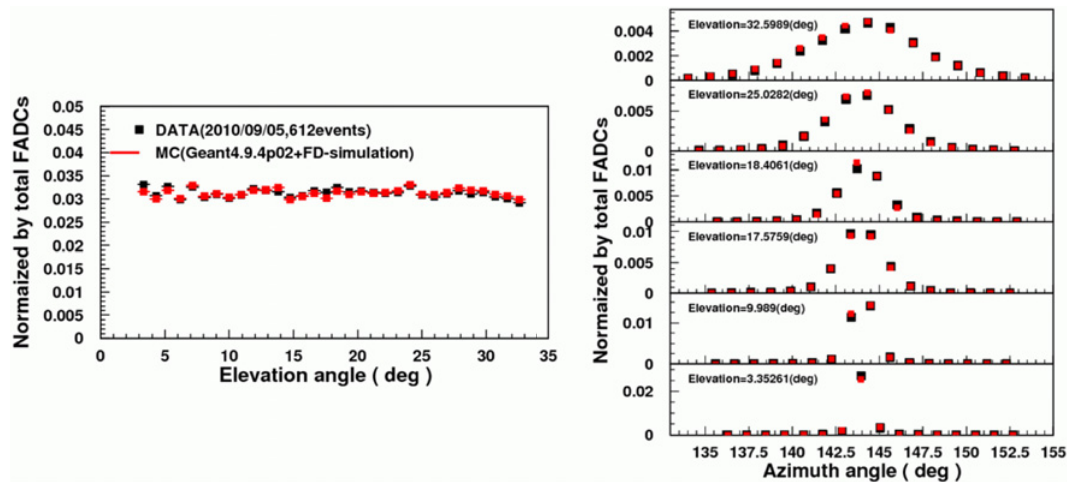 Normaized by total FADCs
0.05
0.045
0.04
0.035
0.03
0.025
0.02
0.015
0.01
0.005
0
DATA(2010/09/05,612events)
MC(Geant4.9.4p02+FD-simulation)
0 5 10 15 20 25 30 35
Elevation angle ( deg )
Normaized by total FADCs
0.004
0.002
0
Elevation=32.5989(deg)
0.005
0
Elevation=25.0282(deg)
0.01
0.005
0
Elevation=18.4061(deg)
0.01
0.005
0
Elevation=17.5759(deg)
0.01
0
Elevation=9.989(deg)
0.02
0
Elevation=3.35261(deg)
135 137.5 140 142.5 145 147.5 150 152.5 155
Azimuth angle ( deg )